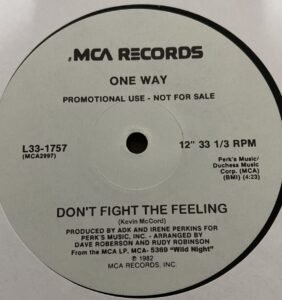 MCA RECORDS
ONE WAY
PROMOTIONAL USE - NOT FOR SALE
L33-1757
(MCA2997)
12" 33 1/3 RPM
Perk's Music/
Duchess Music
Corp. (MCA)
(BMI) (4:23)
DON'T FIGHT THE FEELING
(Kevin McCord)
PRODUCED BY ADK AND IRENE PERKINS FOR
PERK'S MUSIC, INC. - ARRANGED BY
DAVE ROBERSON AND RUDY ROBINSON
From the MCA LP, MCA- 5369 "Wild Night"
℗ 1982
MCA RECORDS, INC.